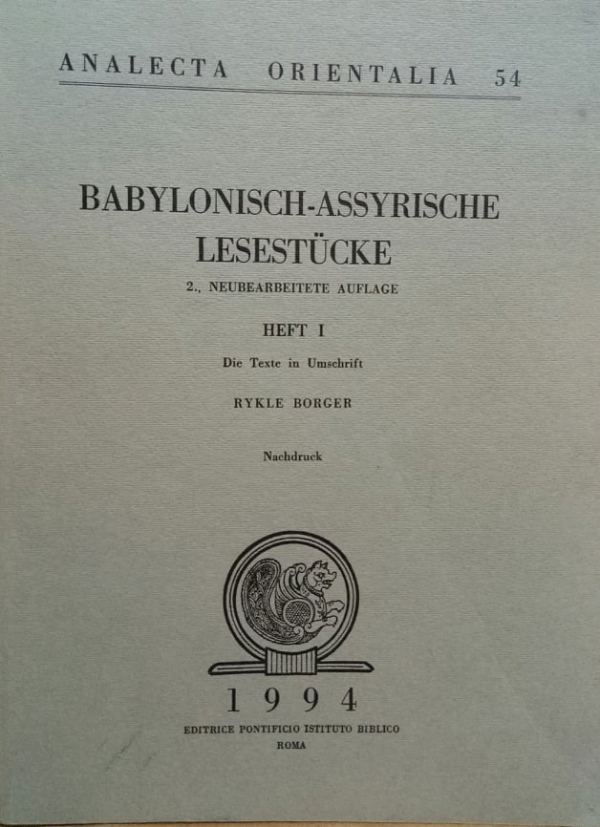 ANALECTA ORIENTALIA 54
BABYLONISCH-ASSYRISCHE
LESESTÜCKE
2., NEUBEARBEITETE AUFLAGE
HEFT I
Die Texte in Umschrift
RYKLE BORGER
Nachdruck
1994
EDITRICE PONTIFICIO ISTITUTO BIBLICO
ROMA